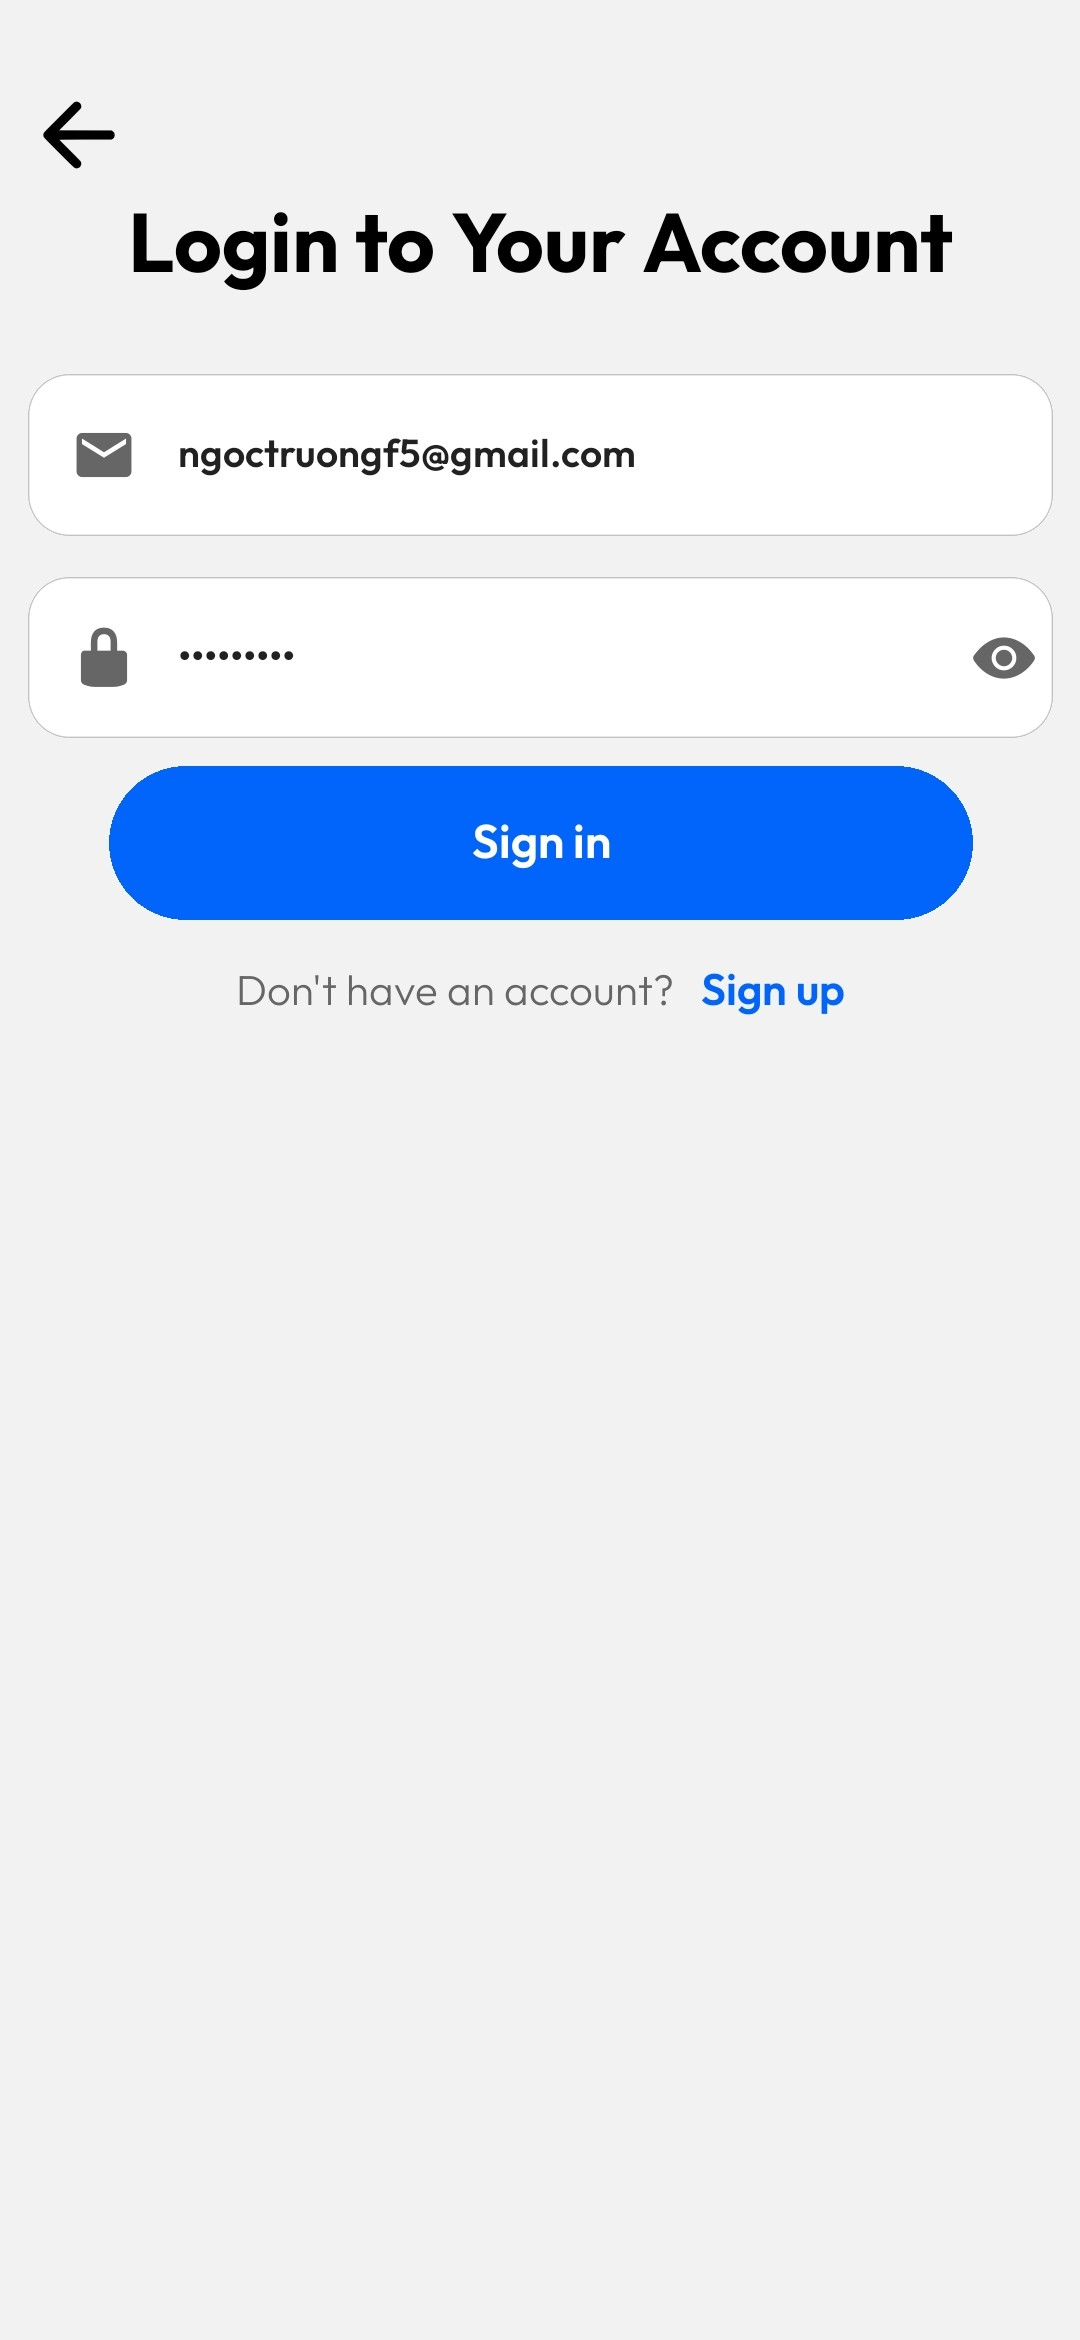 Login to Your Account
ngoctruongf5@gmail.com
•••••••••
Sign in
Don't have an account? Sign up